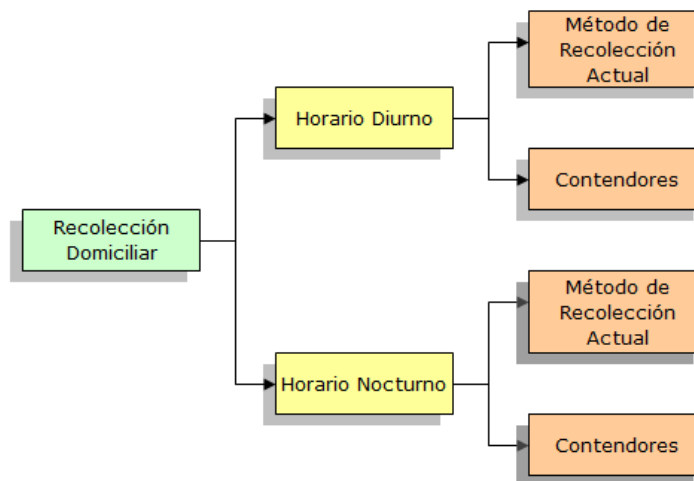 Método de
Recolección
Actual
Horario Diurno
Contendores
Recolección
Domiciliar
Método de
Recolección
Actual
Horario Nocturno
Contendores